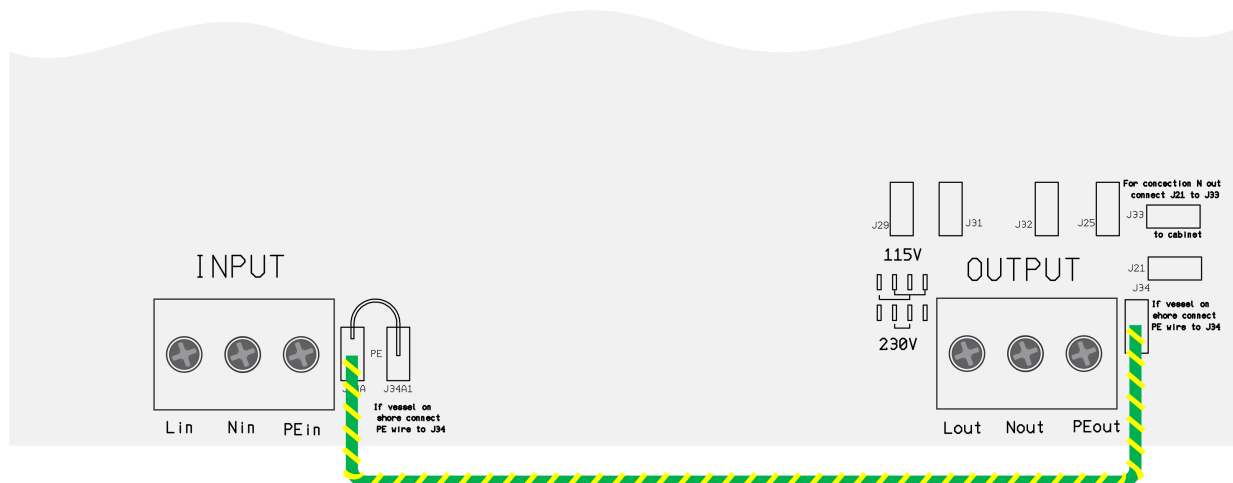 For concection N out
connect J21 to J33
J29
J31
J32
J25
J33
to cabinet
115V
INPUT
OUTPUT
J21
J34
If vessel on
shore connect
PE wire to J34
230V
PE
J34A1
If vessel on
shore connect
PE wire to J34
Lin
Nin
PEin
Lout
Nout
PEout